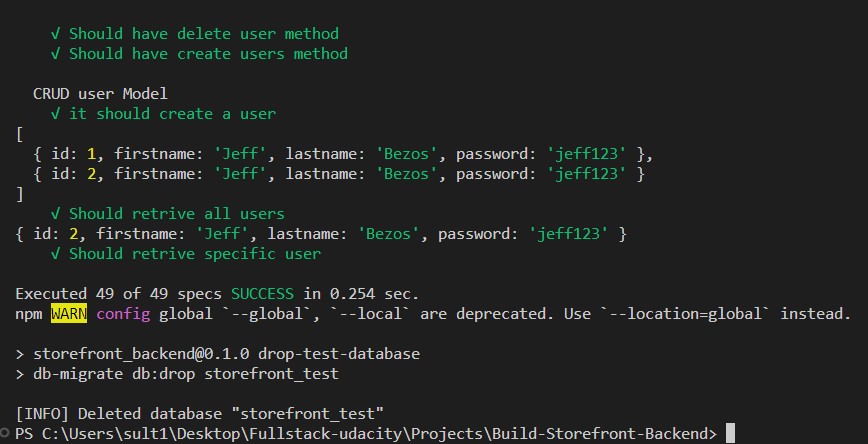 √ Should have delete user method
√ Should have create users method
CRUD user Model
√ it should create a user
[
{ id: 1, firstname: 'Jeff', lastname: 'Bezos', password: 'jeff123' },
{ id: 2, firstname: 'Jeff', lastname: 'Bezos', password: 'jeff123' }
]
√ Should retrive all users
{ id: 2, firstname: 'Jeff', lastname: 'Bezos', password: 'jeff123' }
√ Should retrive specific user
Executed 49 of 49 specs SUCCESS in 0.254 sec.
npm WARN config global `--global`, `--local` are deprecated. Use `--location=global` instead.
> storefront_backend@0.1.0 drop-test-database
> db-migrate db:drop storefront_test
[INFO] Deleted database "storefront_test"
PS C:\Users\sult1\Desktop\Fullstack-udacity\Projects\Build-Storefront-Backend>